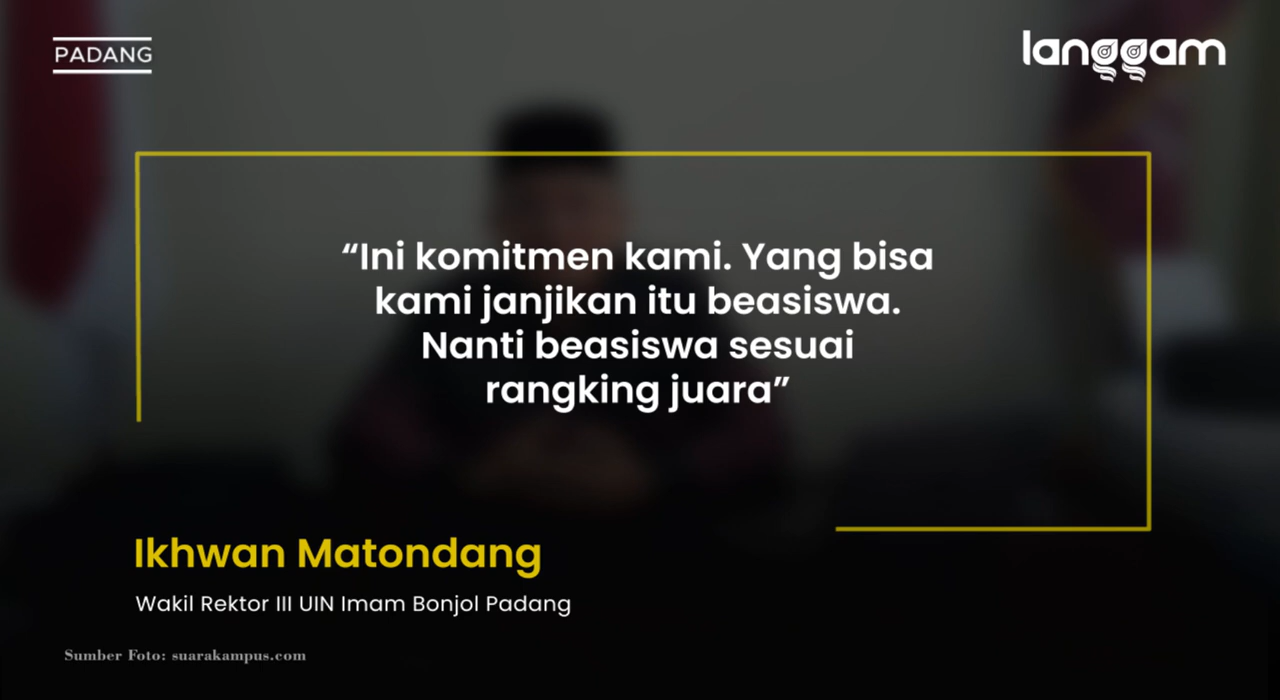 PADANG
langgam
“Ini komitmen kami. Yang bisa
kami janjikan itu beasiswa.
Nanti beasiswa sesuai
rangking juara”
Ikhwan Matondang
Wakil Rektor III UIN Imam Bonjol Padang
Sumber Foto: suarakampus.com